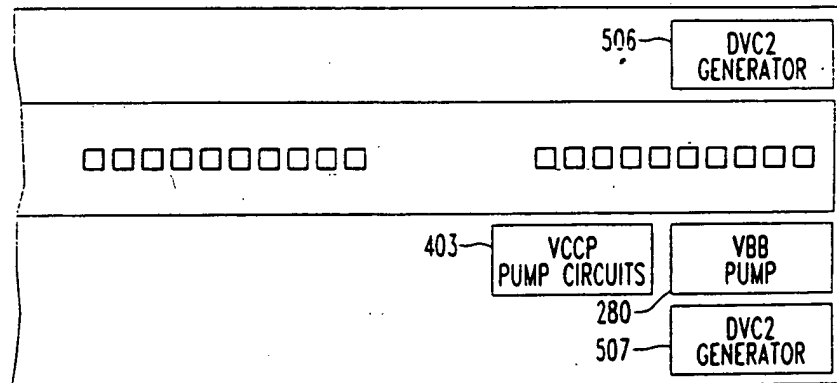 506
DVC2
GENERATOR
403
VCCP
PUMP CIRCUITS
VBB
PUMP
280
507
DVC2
GENERATOR